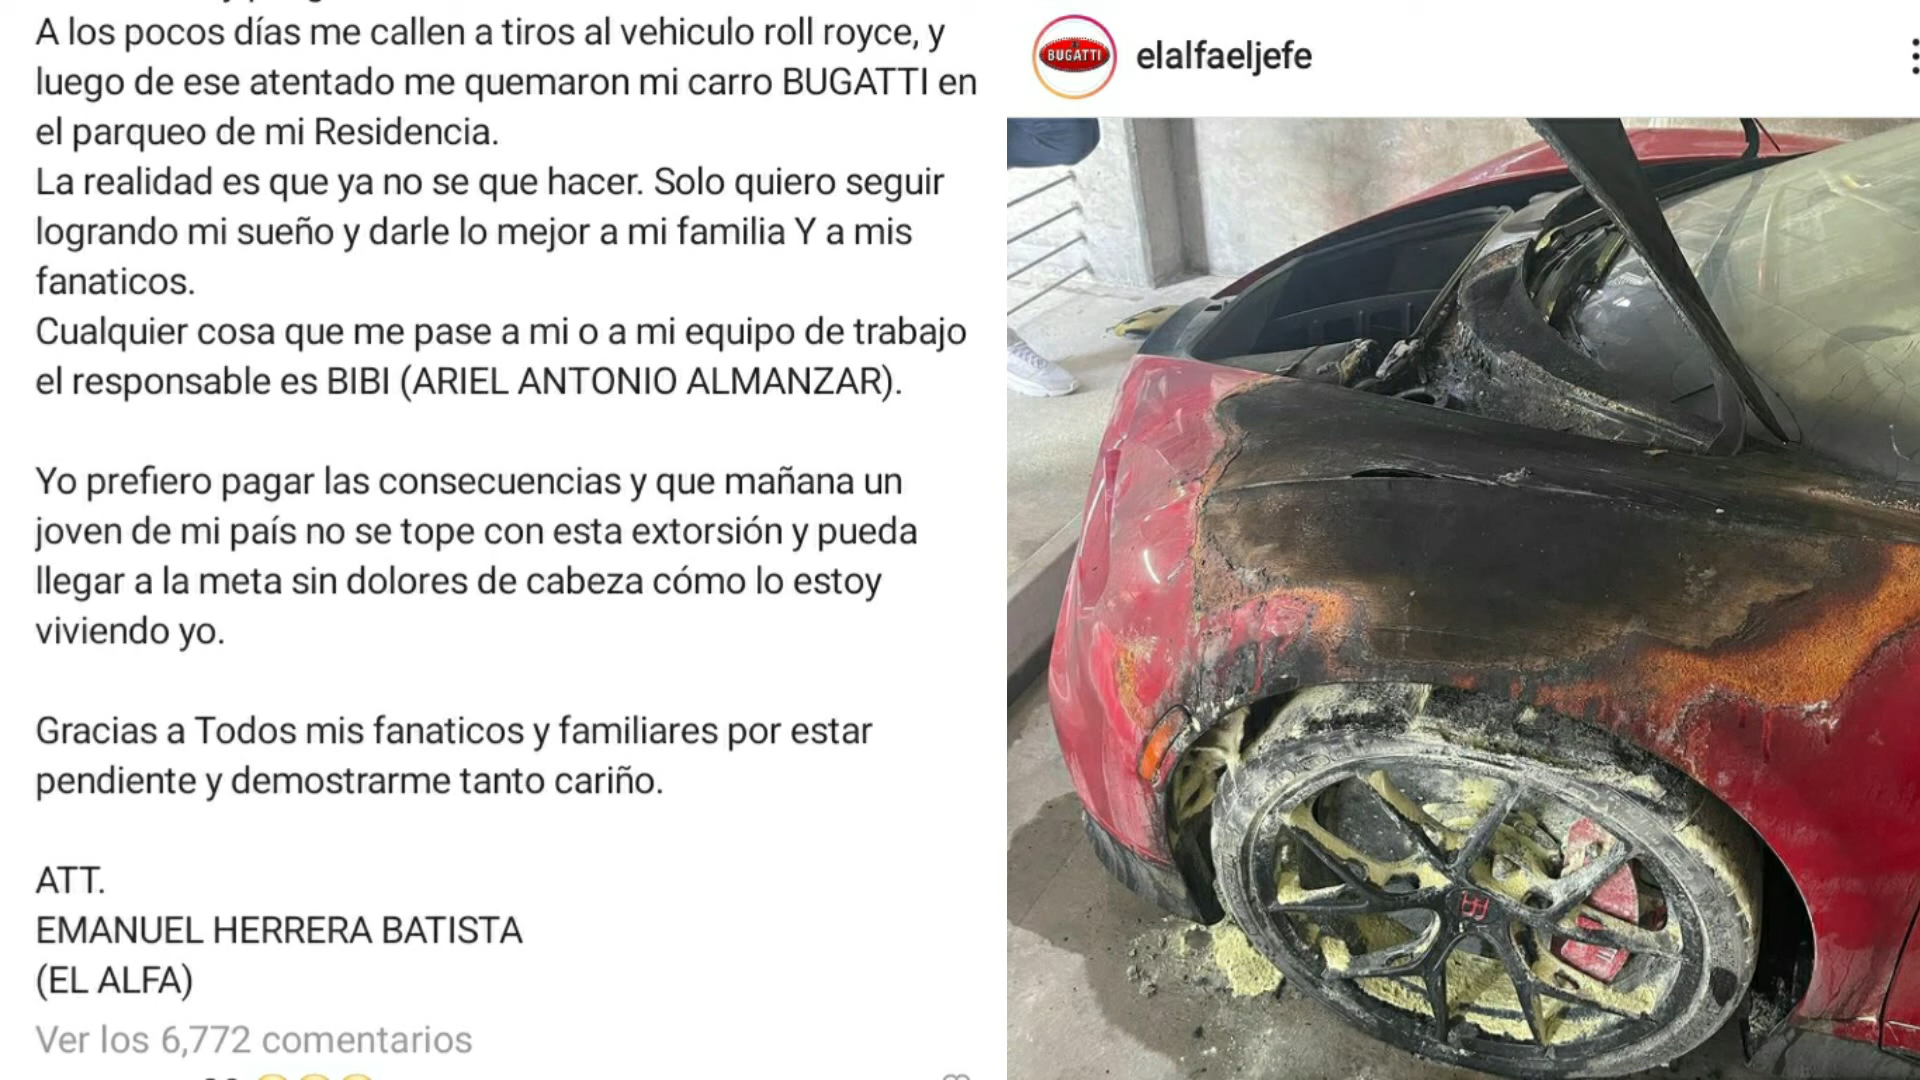 A los pocos días me callen a tiros al vehiculo roll royce, y
luego de ese atentado me quemaron mi carro BUGATTI en
el parqueo de mi Residencia.
La realidad es que ya no se que hacer. Solo quiero seguir
logrando mi sueño y darle lo mejor a mi familia Y a mis
fanaticos.
Cualquier cosa que me pase a mi o a mi equipo de trabajo
el responsable es BIBI (ARIEL ANTONIO ALMANZAR).
Yo prefiero pagar las consecuencias y que mañana un
joven de mi país no se tope con esta extorsión y pueda
llegar a la meta sin dolores de cabeza cómo lo estoy
viviendo yo.
Gracias a Todos mis fanaticos y familiares por estar
pendiente y demostrarme tanto cariño.
ATT.
EMANUEL HERRERA BATISTA
(EL ALFA)
Ver los 6,772 comentarios
BUGATTI
elalfaeljefe